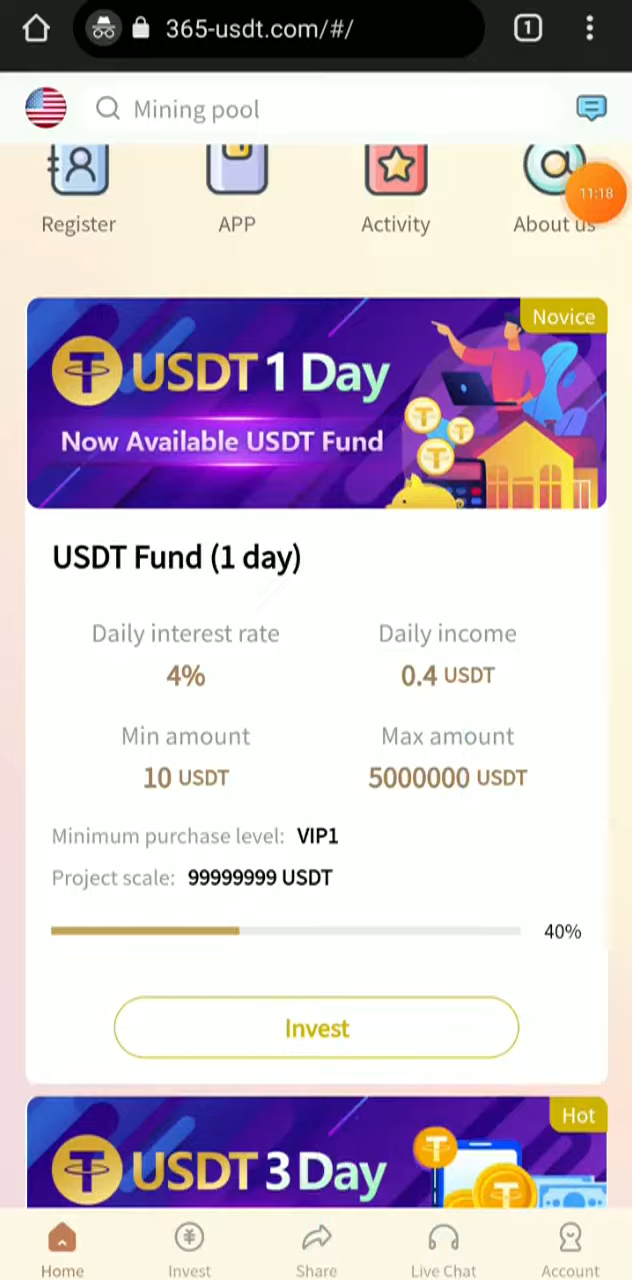 365-usdt.com/#/
1
Mining pool
Register
APP
Activity
About us
11:18
Novice
USDT 1 Day
Now Available USDT Fund
USDT Fund (1 day)
Daily interest rate
Daily income
4%
0.4 USDT
Min amount
Max amount
10 USDT
5000000 USDT
Minimum purchase level: VIP1
Project scale: 99999999 USDT
40%
Invest
Hot
USDT 3 Day
Home
Invest
Share
Live Chat
Account